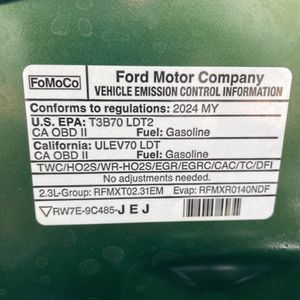 FoMoCo
Ford Motor Company
VEHICLE EMISSION CONTROL INFORMATION
Conforms to regulations: 2024 MY
U.S. EPA: T3B70 LDT2
CA OBD II Fuel: Gasoline
California: ULEV70 LDT
CA OBD II Fuel: Gasoline
TWC/HO2S/WR-HO2S/EGR/EGRC/CAC/TC/DFI
No adjustments needed.
2.3L-Group: RFMXT02.31EM Evap: RFMXR0140NDF
RW7E-9C485-JEJ